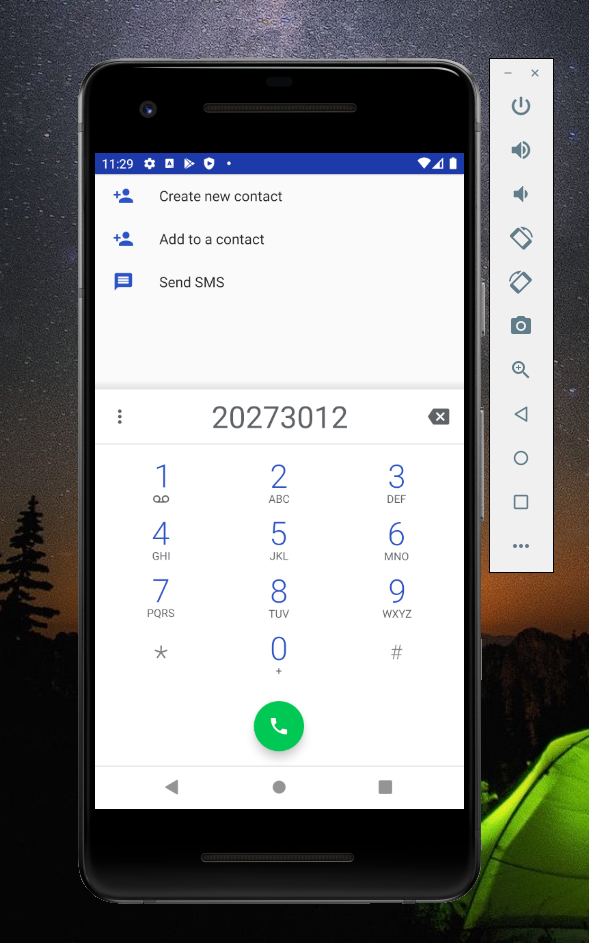 11:29
Create new contact
Add to a contact
Send SMS
20273012
1 2 3
ABC DEF
4 5 6
GHI JKL MNO
7 8 9
PQRS TUV WXYZ
* 0 #
+